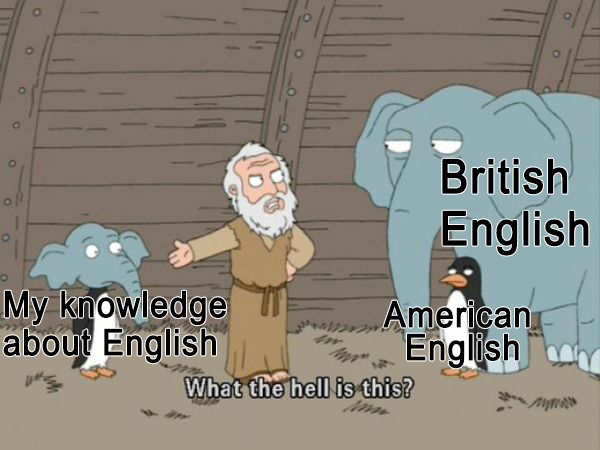 British
English
My knowledge
about English
American
English
What the hell is this?